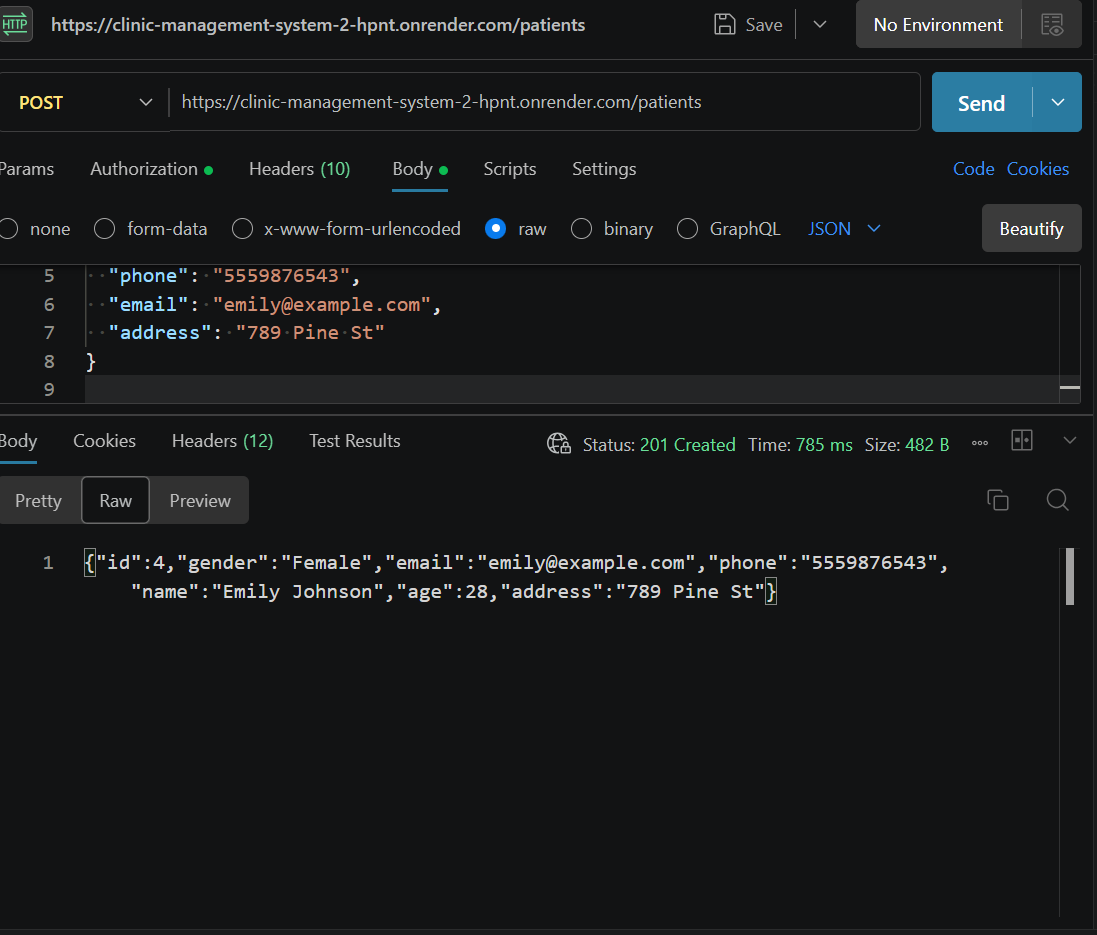 HTTP https://clinic-management-system-2-hpnt.onrender.com/patients Save No Environment
POST https://clinic-management-system-2-hpnt.onrender.com/patients Send
Params Authorization Headers (10) Body Scripts Settings Code Cookies
none form-data x-www-form-urlencoded raw binary GraphQL JSON Beautify
5 "phone": "5559876543",
6 "email": "emily@example.com",
7 "address": "789 Pine St"
8 }
9
Body Cookies Headers (12) Test Results Status: 201 Created Time: 785 ms Size: 482 B
Pretty Raw Preview
1 {"id":4,"gender":"Female","email":"emily@example.com","phone":"5559876543",
"name":"Emily Johnson","age":28,"address":"789 Pine St"}